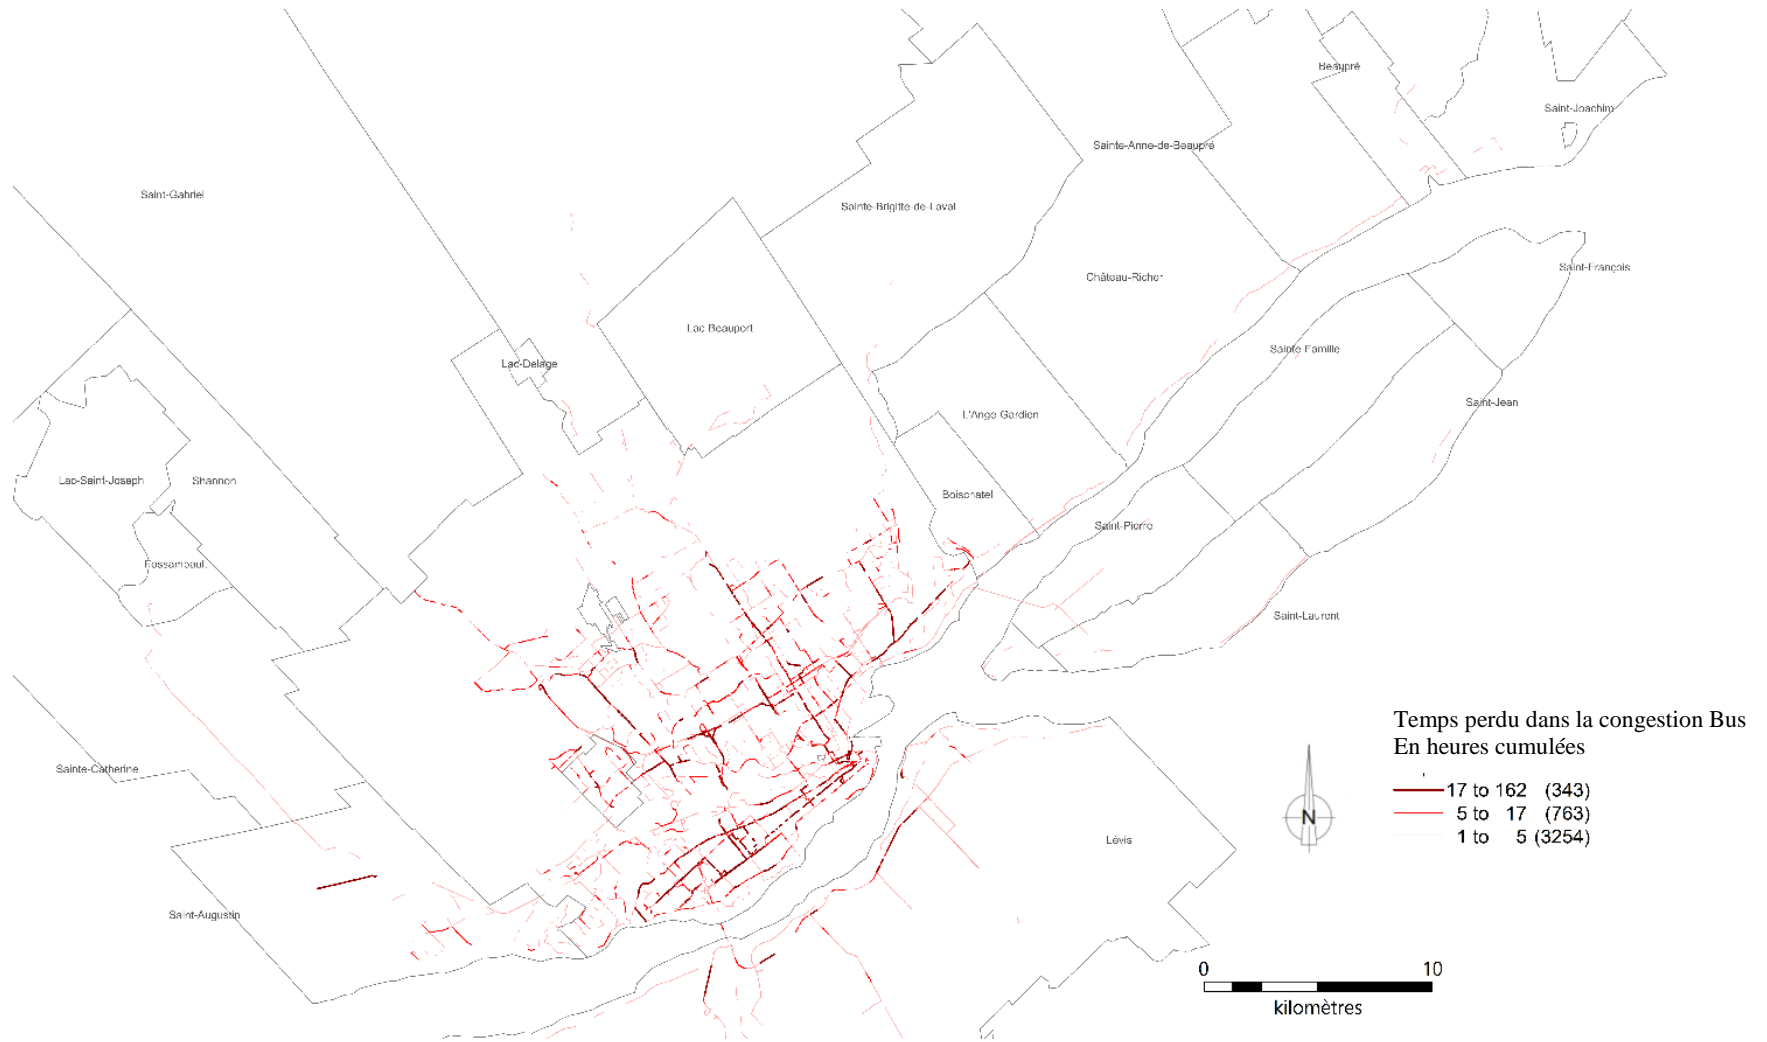 Beaupré
Saint-Joachim
Sainte-Anne-de-Beaupré
Saint-Gabriel
Sainte-Brigitte-de-Laval
Saint-François
Château-Richer
Lac Beauport
Sainte Famille
Lac-Delage
Saint-Jean
L'Ange Gardien
Lac-Saint-Joseph
Shannon
Boischatel
Saint-Pierre
Fossambault
Saint-Laurent
Temps perdu dans la congestion Bus
En heures cumulées
17 to 162 (343)
5 to 17 (763)
1 to 5 (3254)
N
Sainte-Catherine
Lévis
Saint-Augustin
0 10
kilomètres